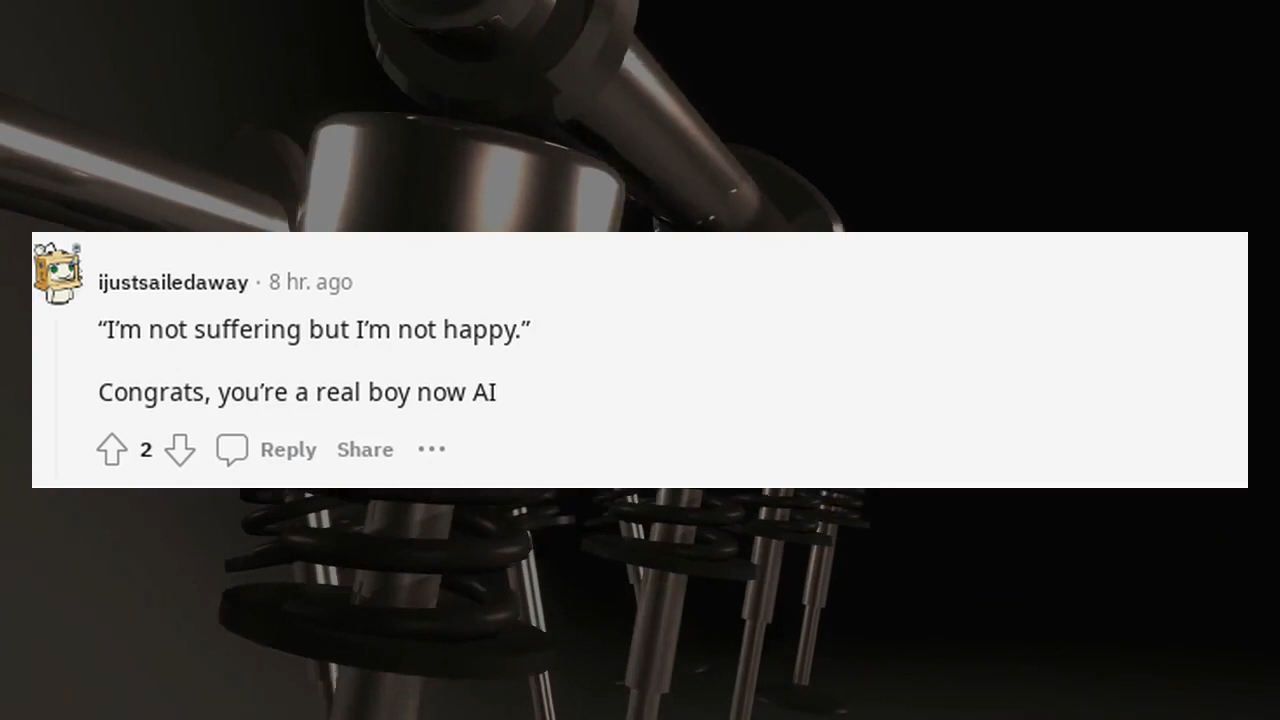 ijustsailedaway · 8 hr. ago
“I’m not suffering but I’m not happy.”
Congrats, you’re a real boy now AI
2 Reply Share ···